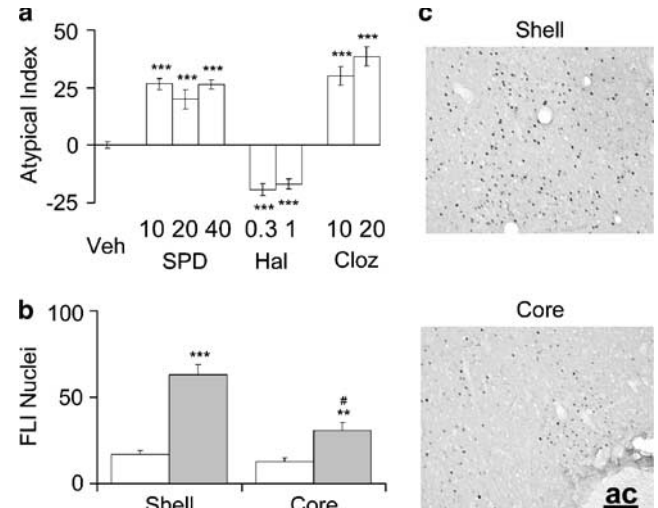 a
Atypical Index
50
25
0
-25
***
***
***
***
***
***
***
Veh
10 20 40
0.3 1
10 20
SPD
Hal
Cloz
b
FLI Nuclei
100
50
0
***
#
**
Shell
Core
c
Shell
Core
ac